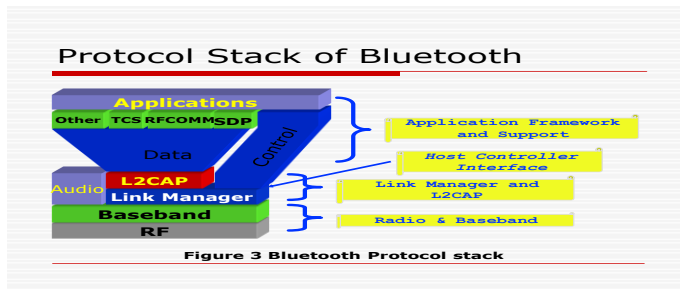 Protocol Stack of Bluetooth
Applications
Other TCS RFCOMM SDP
Data
Control
Audio
L2CAP
Link Manager
Baseband
RF
Application Framework
and Support
Host Controller
Interface
Link Manager and
L2CAP
Radio & Baseband
Figure 3 Bluetooth Protocol stack